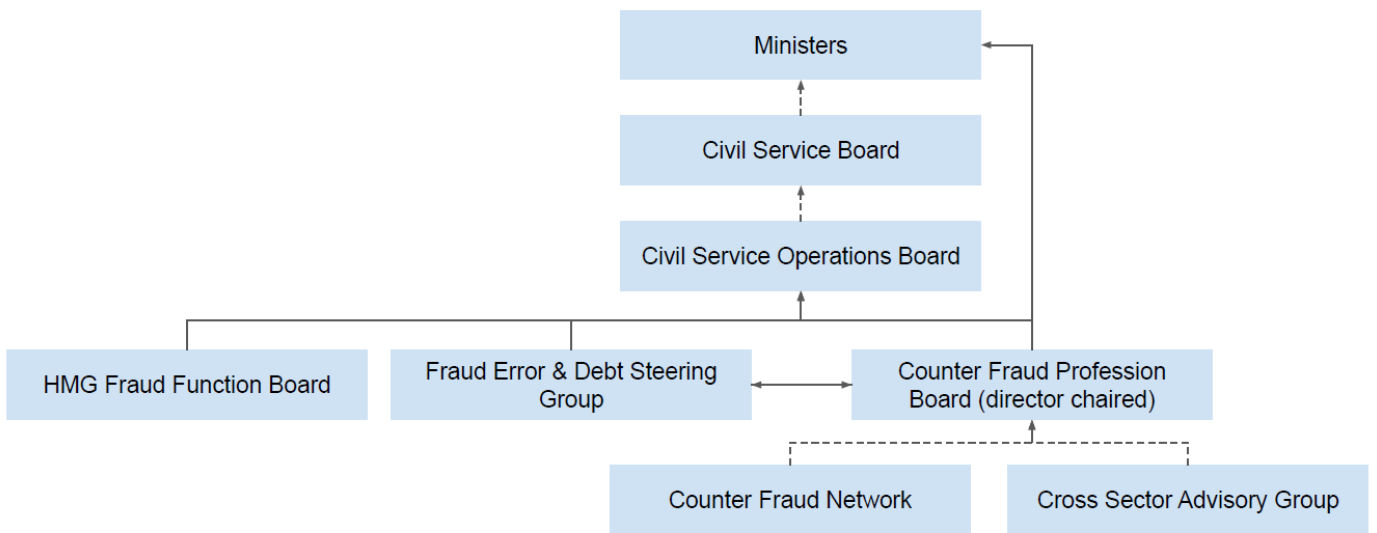 Ministers
Civil Service Board
Civil Service Operations Board
HMG Fraud Function Board
Fraud Error & Debt Steering
Group
Counter Fraud Profession
Board (director chaired)
Counter Fraud Network
Cross Sector Advisory Group